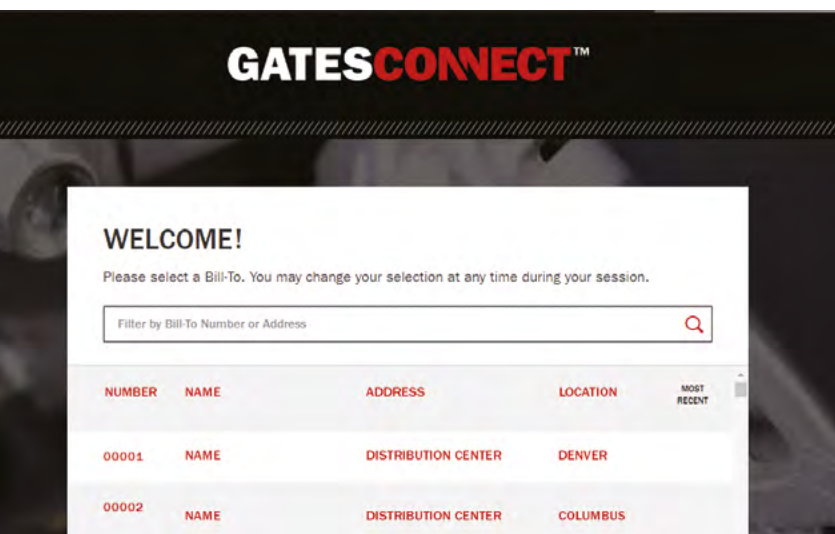 GATESCONNECT™
WELCOME!
Please select a Bill-To. You may change your selection at any time during your session.
Filter by Bill-To Number or Address
NUMBER NAME ADDRESS LOCATION MOST RECENT
00001 NAME DISTRIBUTION CENTER DENVER
00002 NAME DISTRIBUTION CENTER COLUMBUS